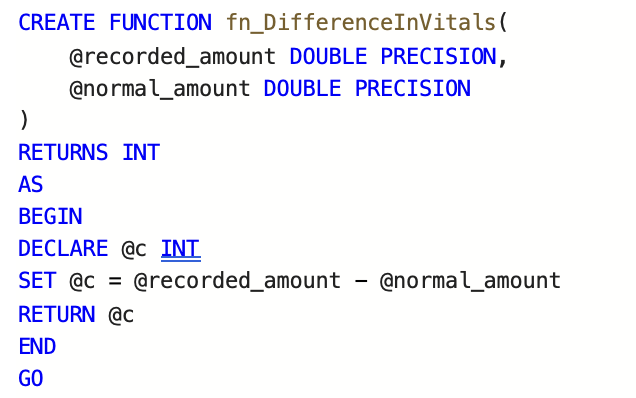 CREATE FUNCTION fn_DifferenceInVitals(
    @recorded_amount DOUBLE PRECISION,
    @normal_amount DOUBLE PRECISION
)
RETURNS INT
AS
BEGIN
DECLARE @c INT
SET @c = @recorded_amount - @normal_amount
RETURN @c
END
GO